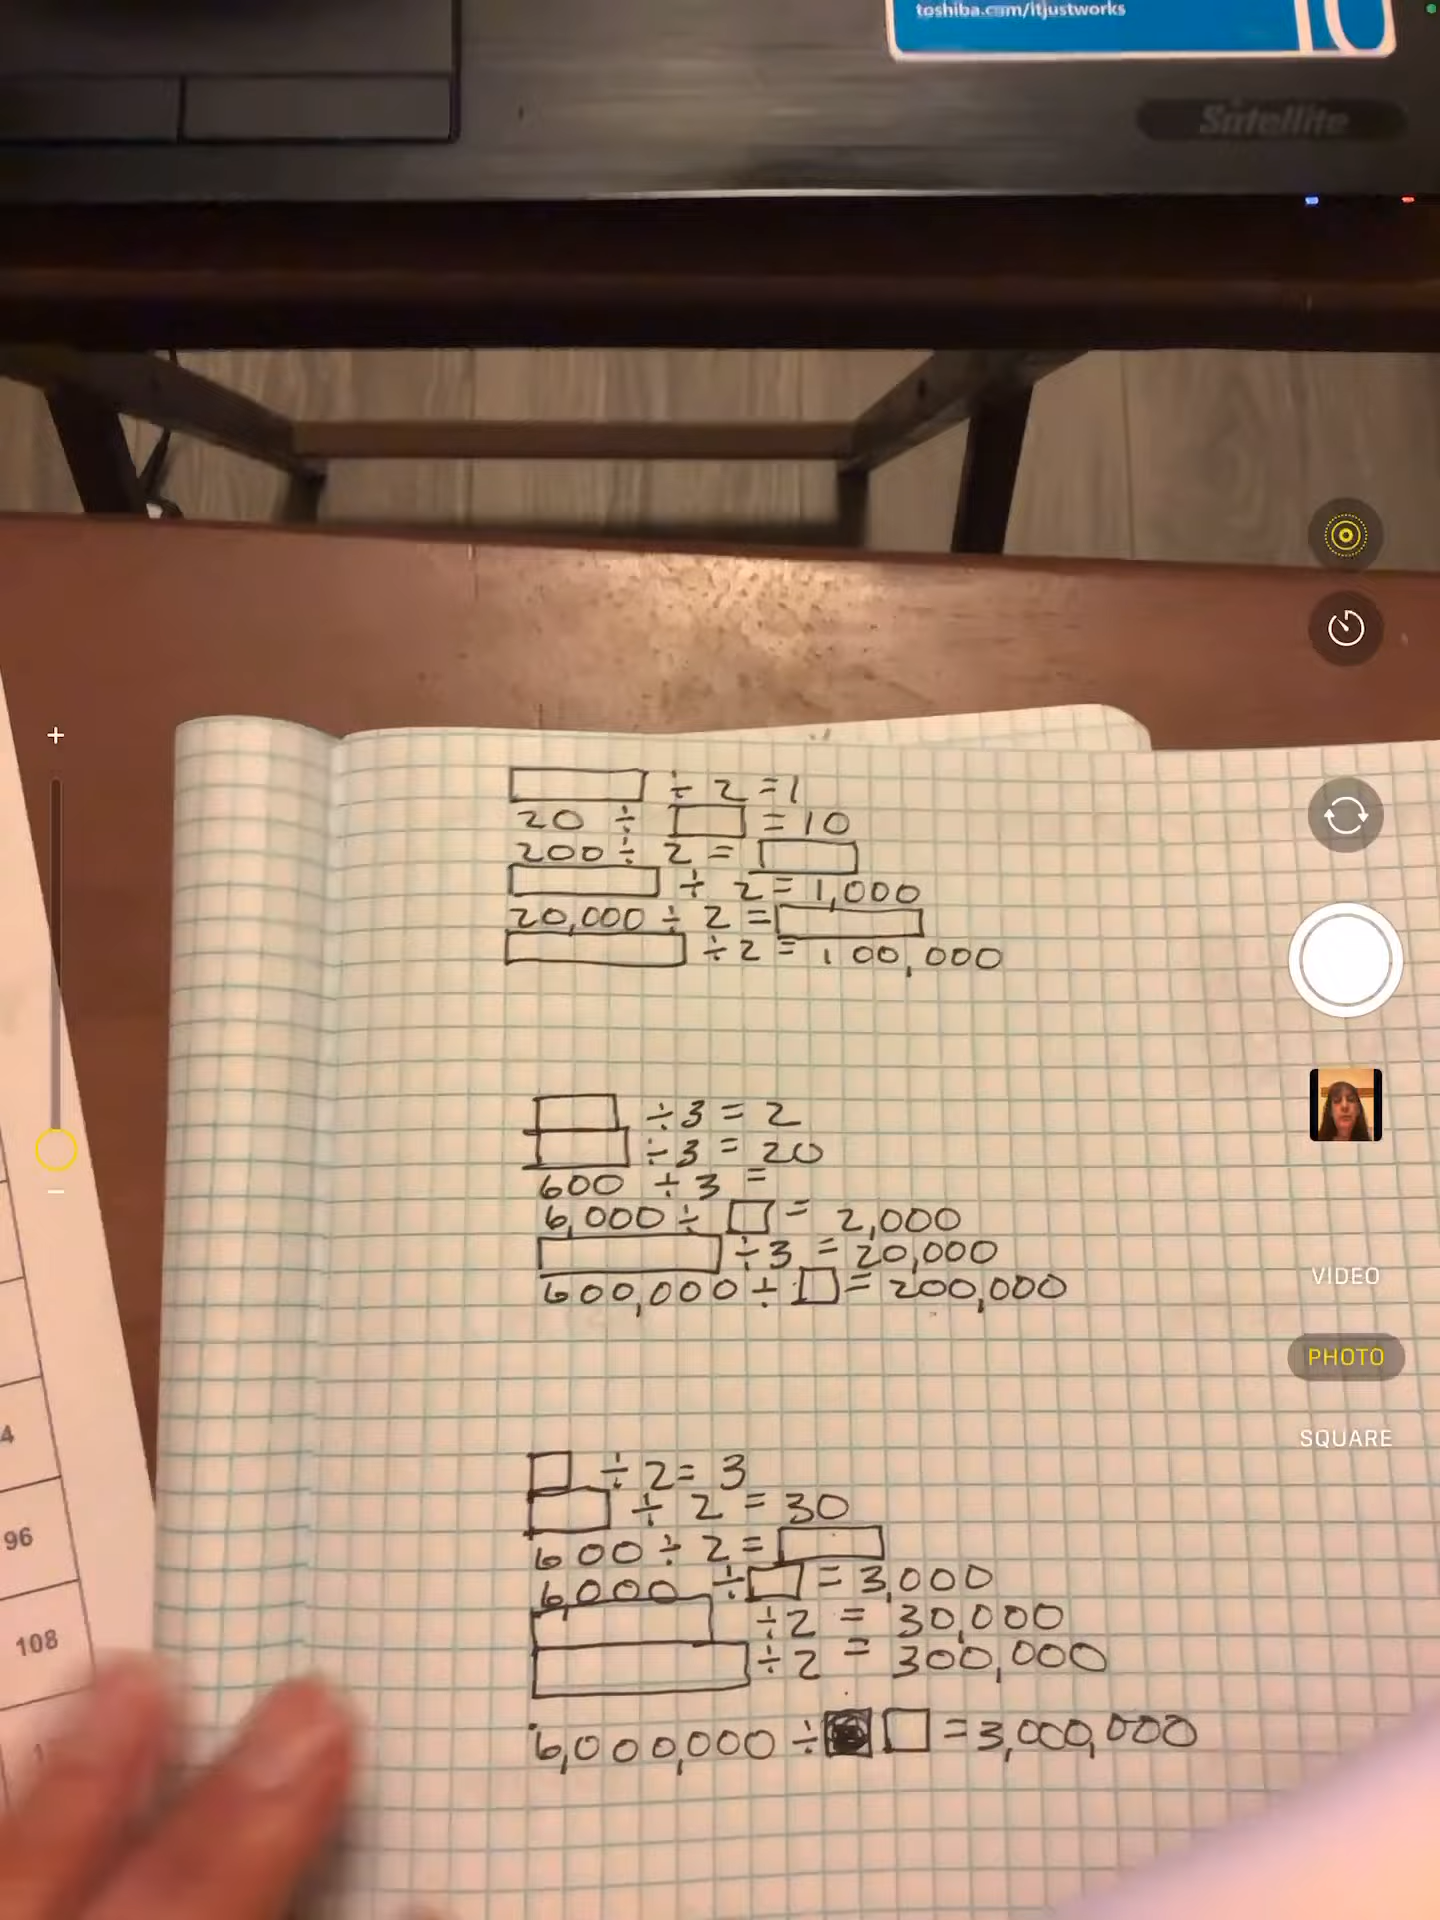 toshiba.com/itjustworks
10
Satellite
□ ÷ 2 = 1
20 ÷ □ = 10
200 ÷ 2 = □
□ ÷ 2 = 1,000
20,000 ÷ 2 = □
□ ÷ 2 = 100,000
□ ÷ 3 = 2
□ ÷ 3 = 20
600 ÷ 3 =
6,000 ÷ □ = 2,000
□ ÷ 3 = 20,000
600,000 ÷ □ = 200,000
□ ÷ 2 = 3
□ ÷ 2 = 30
600 ÷ 2 = □
6,000 ÷ □ = 3,000
□ ÷ 2 = 30,000
□ ÷ 2 = 300,000
6,000,000 ÷ □ = 3,000,000
4
96
108
VIDEO
PHOTO
SQUARE